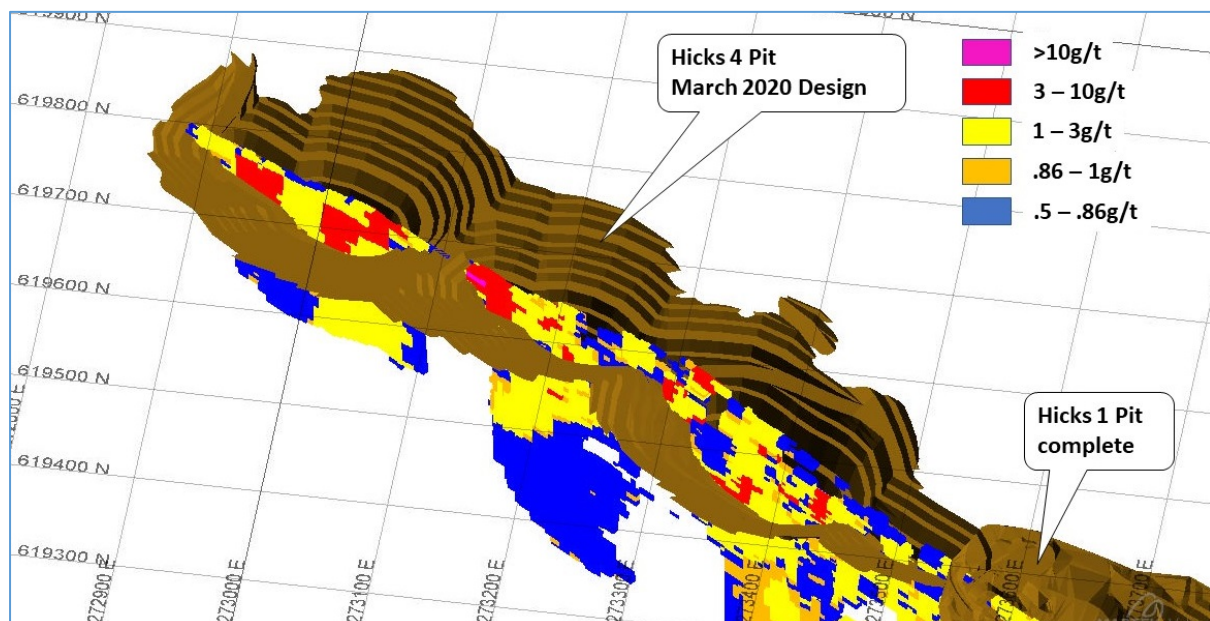 619900 N
619800 N
619700 N
619600 N
619500 N
619400 N
619300 N
Hicks 4 Pit
March 2020 Design
>10g/t
3 – 10g/t
1 – 3g/t
.86 – 1g/t
.5 – .86g/t
Hicks 1 Pit
complete
272900 E
273000 E
273100 E
273200 E
273300 E
273400 E